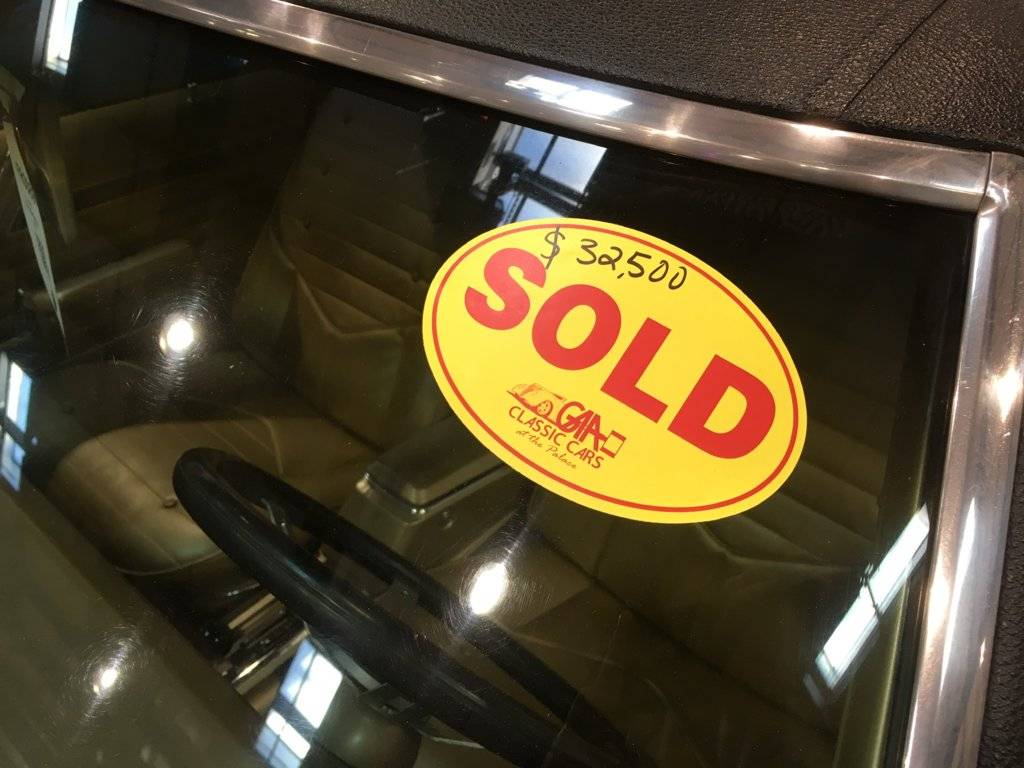 $ 32,500
SOLD
GAA
CLASSIC CARS
at the Palace